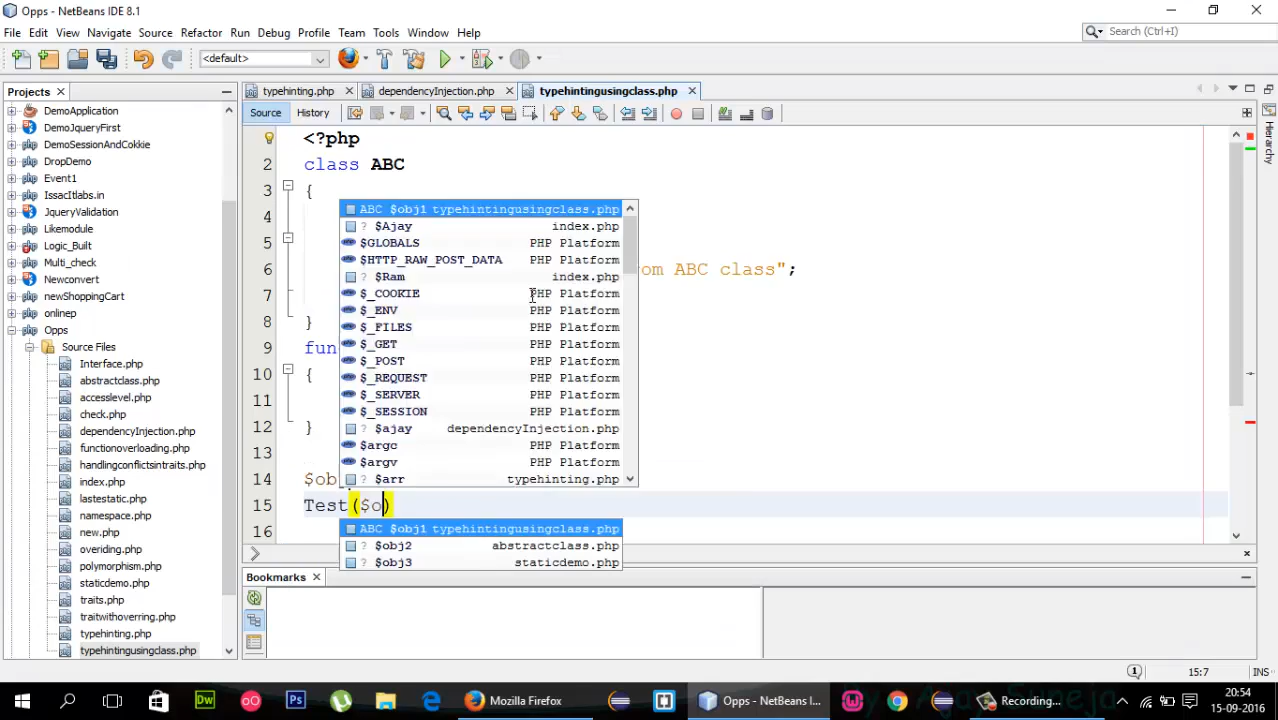 Opps - NetBeans IDE 8.1
File Edit View Navigate Source Refactor Run Debug Profile Team Tools Window Help
Search (Ctrl+I)
<default>
Projects
typehinting.php
dependencyInjection.php
typehintingusingclass.php
Source History
DemoApplication
DemoJqueryFirst
DemoSessionAndCokkie
DropDemo
Event1
IssacItlabs.in
JqueryValidation
Likemodule
Logic_Built
Multi_check
Newconvert
newShoppingCart
onlinep
Opps
Source Files
Interface.php
abstractclass.php
accesslevel.php
check.php
dependencyInjection.php
functionoverloading.php
handlingconflictsintraits.php
index.php
lastestatic.php
namespace.php
new.php
overiding.php
polymorphism.php
staticdemo.php
traits.php
traitwithoverring.php
typehinting.php
typehintingusingclass.php
<?php
2 class ABC
3 {
4
5
6 om ABC class";
7
8 }
9 fun
10 {
11
12 }
13
14 $ob
15 Test($o)
16
ABC $obj1 typehintingusingclass.php
? $Ajay index.php
$GLOBALS PHP Platform
$HTTP_RAW_POST_DATA PHP Platform
? $Ram index.php
$_COOKIE PHP Platform
$_ENV PHP Platform
$_FILES PHP Platform
$_GET PHP Platform
$_POST PHP Platform
$_REQUEST PHP Platform
$_SERVER PHP Platform
$_SESSION PHP Platform
? $ajay dependencyInjection.php
$argc PHP Platform
$argv PHP Platform
? $arr typehinting.php
ABC $obj1 typehintingusingclass.php
? $obj2 abstractclass.php
? $obj3 staticdemo.php
Hierarchy
Bookmarks
1
15:7
INS
Mozilla Firefox
Opps - NetBeans I...
Recording...
20:54
15-09-2016